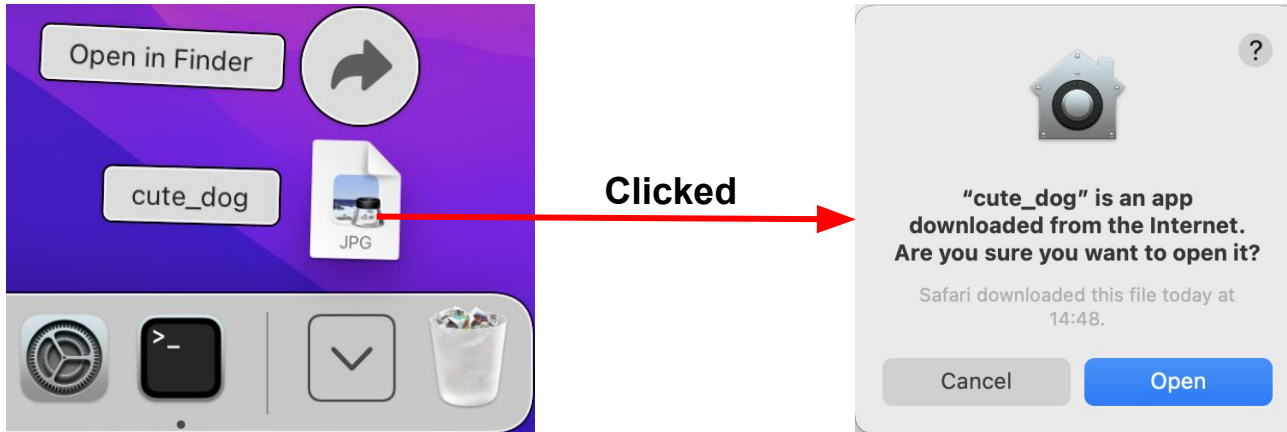 Open in Finder
cute_dog
JPG
>_
Clicked
?
“cute_dog” is an app
downloaded from the Internet.
Are you sure you want to open it?
Safari downloaded this file today at
14:48.
Cancel
Open